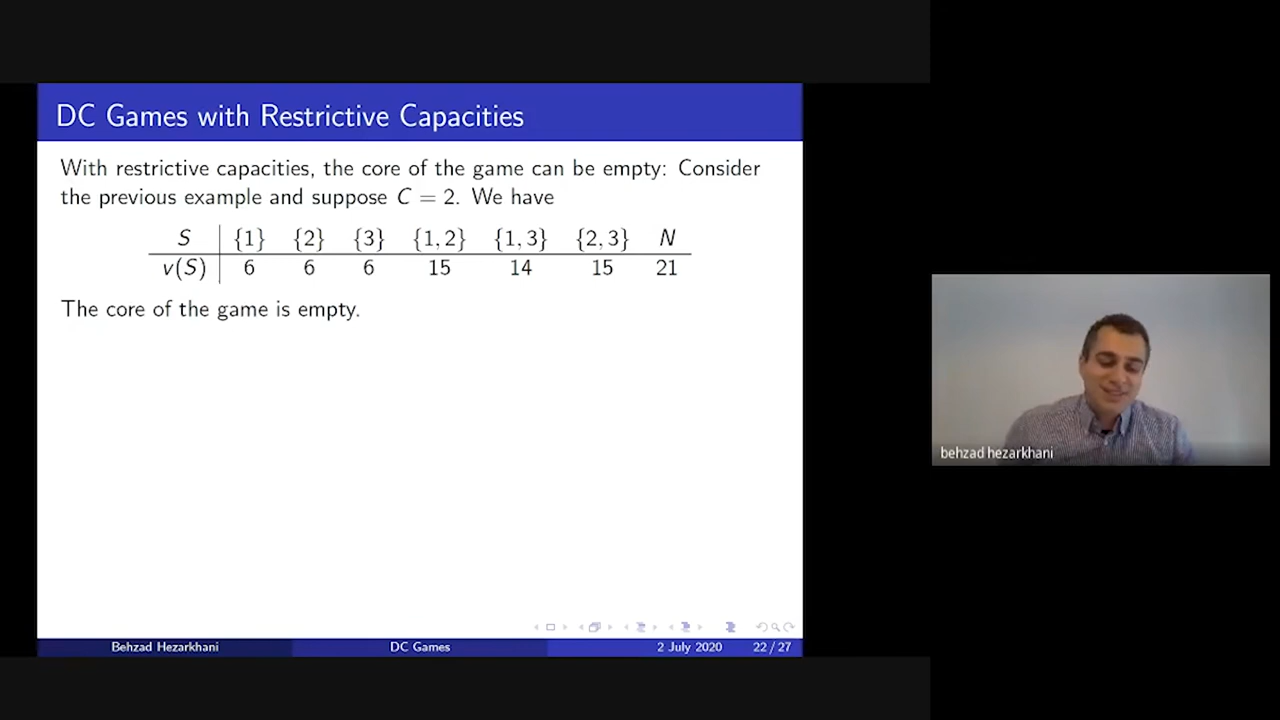 DC Games with Restrictive Capacities
With restrictive capacities, the core of the game can be empty: Consider
the previous example and suppose C = 2. We have
S {1} {2} {3} {1, 2} {1, 3} {2, 3} N
v(S) 6 6 6 15 14 15 21
The core of the game is empty.
behzad hezarkhani
Behzad Hezarkhani DC Games 2 July 2020 22 / 27